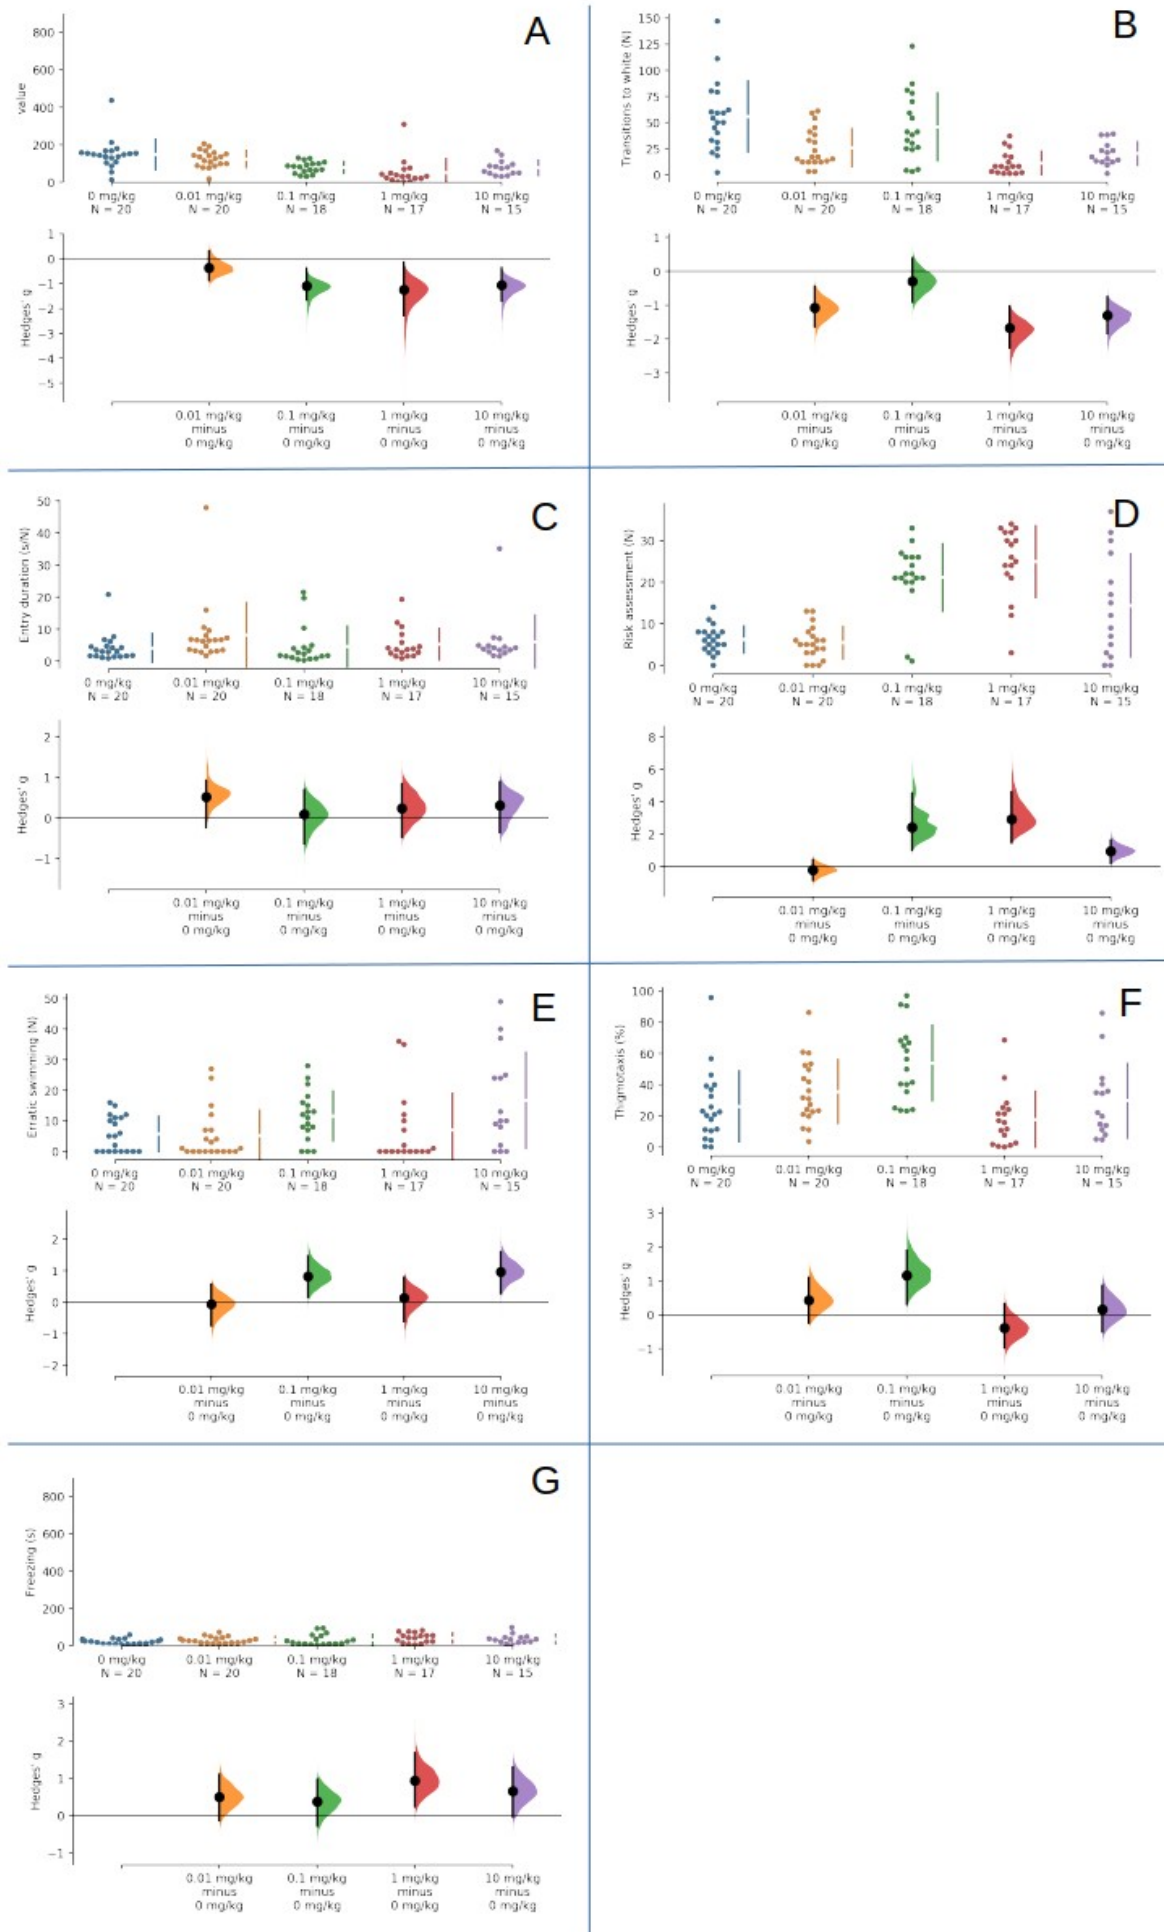 A
value
800
600
400
200
0
0 mg/kg 0.01 mg/kg 0.1 mg/kg 1 mg/kg 10 mg/kg
N = 20 N = 20 N = 18 N = 17 N = 15
Hedges' g
1
0
−1
−2
−3
−4
−5
0.01 mg/kg 0.1 mg/kg 1 mg/kg 10 mg/kg
minus minus minus minus
0 mg/kg 0 mg/kg 0 mg/kg 0 mg/kg
B
Transitions to white (N)
150
125
100
75
50
25
0
0 mg/kg 0.01 mg/kg 0.1 mg/kg 1 mg/kg 10 mg/kg
N = 20 N = 20 N = 18 N = 17 N = 15
Hedges' g
1
0
−1
−2
−3
0.01 mg/kg 0.1 mg/kg 1 mg/kg 10 mg/kg
minus minus minus minus
0 mg/kg 0 mg/kg 0 mg/kg 0 mg/kg
C
Entry duration (s/N)
50
40
30
20
10
0
0 mg/kg 0.01 mg/kg 0.1 mg/kg 1 mg/kg 10 mg/kg
N = 20 N = 20 N = 18 N = 17 N = 15
Hedges' g
2
1
0
−1
0.01 mg/kg 0.1 mg/kg 1 mg/kg 10 mg/kg
minus minus minus minus
0 mg/kg 0 mg/kg 0 mg/kg 0 mg/kg
D
Risk assessment (N)
30
20
10
0
0 mg/kg 0.01 mg/kg 0.1 mg/kg 1 mg/kg 10 mg/kg
N = 20 N = 20 N = 18 N = 17 N = 15
Hedges' g
8
6
4
2
0
0.01 mg/kg 0.1 mg/kg 1 mg/kg 10 mg/kg
minus minus minus minus
0 mg/kg 0 mg/kg 0 mg/kg 0 mg/kg
E
Erratic swimming (N)
50
40
30
20
10
0
0 mg/kg 0.01 mg/kg 0.1 mg/kg 1 mg/kg 10 mg/kg
N = 20 N = 20 N = 18 N = 17 N = 15
Hedges' g
2
1
0
−1
−2
0.01 mg/kg 0.1 mg/kg 1 mg/kg 10 mg/kg
minus minus minus minus
0 mg/kg 0 mg/kg 0 mg/kg 0 mg/kg
F
Thigmotaxis (%)
100
80
60
40
20
0
0 mg/kg 0.01 mg/kg 0.1 mg/kg 1 mg/kg 10 mg/kg
N = 20 N = 20 N = 18 N = 17 N = 15
Hedges' g
3
2
1
0
−1
0.01 mg/kg 0.1 mg/kg 1 mg/kg 10 mg/kg
minus minus minus minus
0 mg/kg 0 mg/kg 0 mg/kg 0 mg/kg
G
Freezing (s)
800
600
400
200
0
0 mg/kg 0.01 mg/kg 0.1 mg/kg 1 mg/kg 10 mg/kg
N = 20 N = 20 N = 18 N = 17 N = 15
Hedges' g
3
2
1
0
−1
0.01 mg/kg 0.1 mg/kg 1 mg/kg 10 mg/kg
minus minus minus minus
0 mg/kg 0 mg/kg 0 mg/kg 0 mg/kg